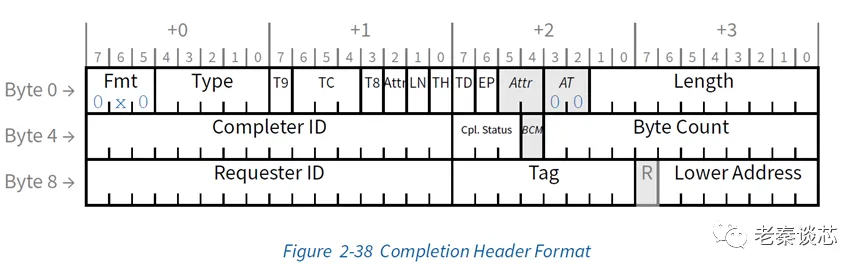 +0 +1 +2 +3
7 6 5 4 3 2 1 0 7 6 5 4 3 2 1 0 7 6 5 4 3 2 1 0 7 6 5 4 3 2 1 0
Byte 0 → Fmt Type T9 TC T8 Attr LN TH TD EP Attr AT Length
0 x 0 0 0
Byte 4 → Completer ID Cpl. Status BCM Byte Count
Byte 8 → Requester ID Tag R Lower Address
老秦谈芯
Figure 2-38 Completion Header Format